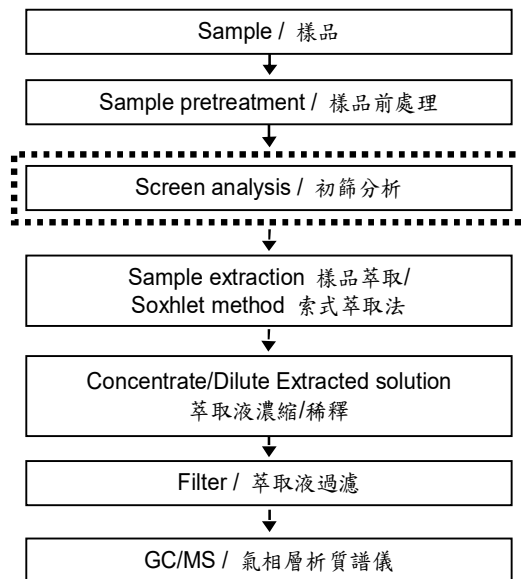 Sample / 樣品
Sample pretreatment / 樣品前處理
Screen analysis / 初篩分析
Sample extraction 樣品萃取/
Soxhlet method 索式萃取法
Concentrate/Dilute Extracted solution
萃取液濃縮/稀釋
Filter / 萃取液過濾
GC/MS / 氣相層析質譜儀